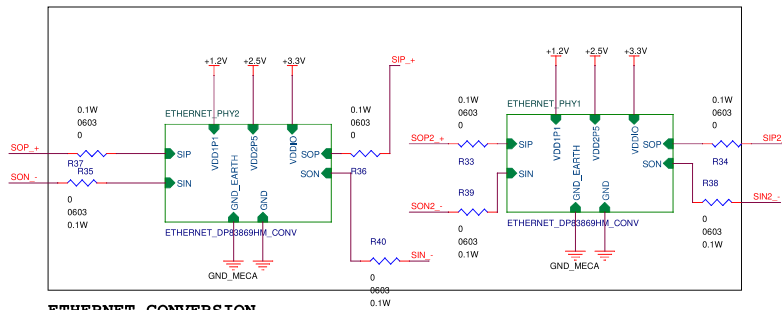 +1.2V +2.5V +3.3V SIP_+
+1.2V +2.5V +3.3V
ETHERNET_PHY2
ETHERNET_PHY1
0.1W 0603 0
0.1W 0603 0
0.1W 0603 0
0.1W 0603 0
SOP_+ R37 SIP VDD1P1 VDD2P5 VDDIO SOP R36
SON_- R35 SIN GND_EARTH GND SON
0 0603 0.1W
ETHERNET_DP83869HM_CONV
GND_MECA
R40 SIN_-
0 0603 0.1W
SOP2_+ R33 SIP VDD1P1 VDD2P5 VDDIO SOP R34 SIP2
SIN GND_EARTH GND SON
SON2_- R39
R38 SIN2_-
0 0603 0.1W
0 0603 0.1W
ETHERNET_DP83869HM_CONV
GND_MECA
ETHERNET CONVERSION